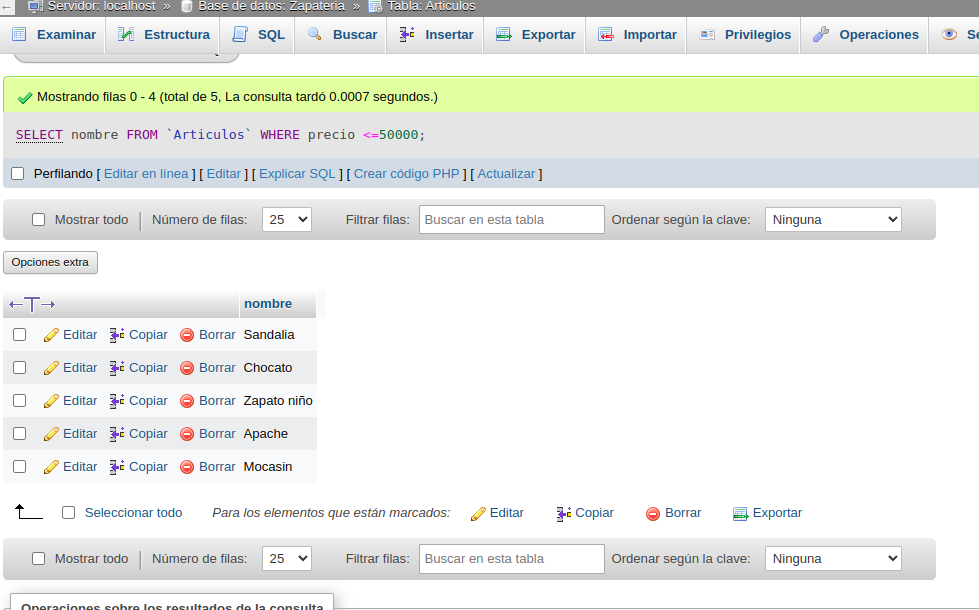 ← Servidor: localhost » Base de datos: Zapateria » Tabla: Articulos
Examinar Estructura SQL Buscar Insertar Exportar Importar Privilegios Operaciones Se
Mostrando filas 0 - 4 (total de 5, La consulta tardó 0.0007 segundos.)
SELECT nombre FROM `Articulos` WHERE precio <=50000;
Perfilando [ Editar en línea ] [ Editar ] [ Explicar SQL ] [ Crear código PHP ] [ Actualizar ]
Mostrar todo | Número de filas: 25 Filtrar filas: Buscar en esta tabla Ordenar según la clave: Ninguna
Opciones extra
←T→ nombre
Editar Copiar Borrar Sandalia
Editar Copiar Borrar Chocato
Editar Copiar Borrar Zapato niño
Editar Copiar Borrar Apache
Editar Copiar Borrar Mocasin
Seleccionar todo Para los elementos que están marcados: Editar Copiar Borrar Exportar
Mostrar todo | Número de filas: 25 Filtrar filas: Buscar en esta tabla Ordenar según la clave: Ninguna
Operaciones sobre los resultados de la consulta